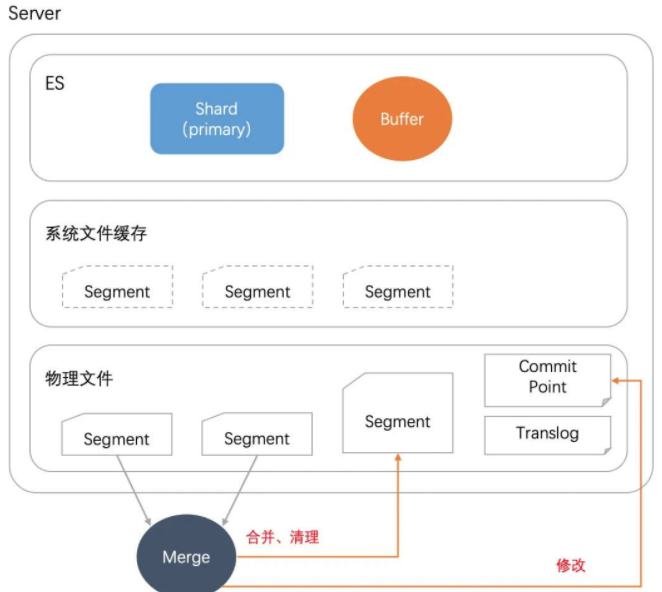 Server
ES
Shard
(primary)
Buffer
系统文件缓存
Segment
Segment
Segment
物理文件
Segment
Segment
Segment
Commit
Point
Translog
Merge
合并、清理
修改